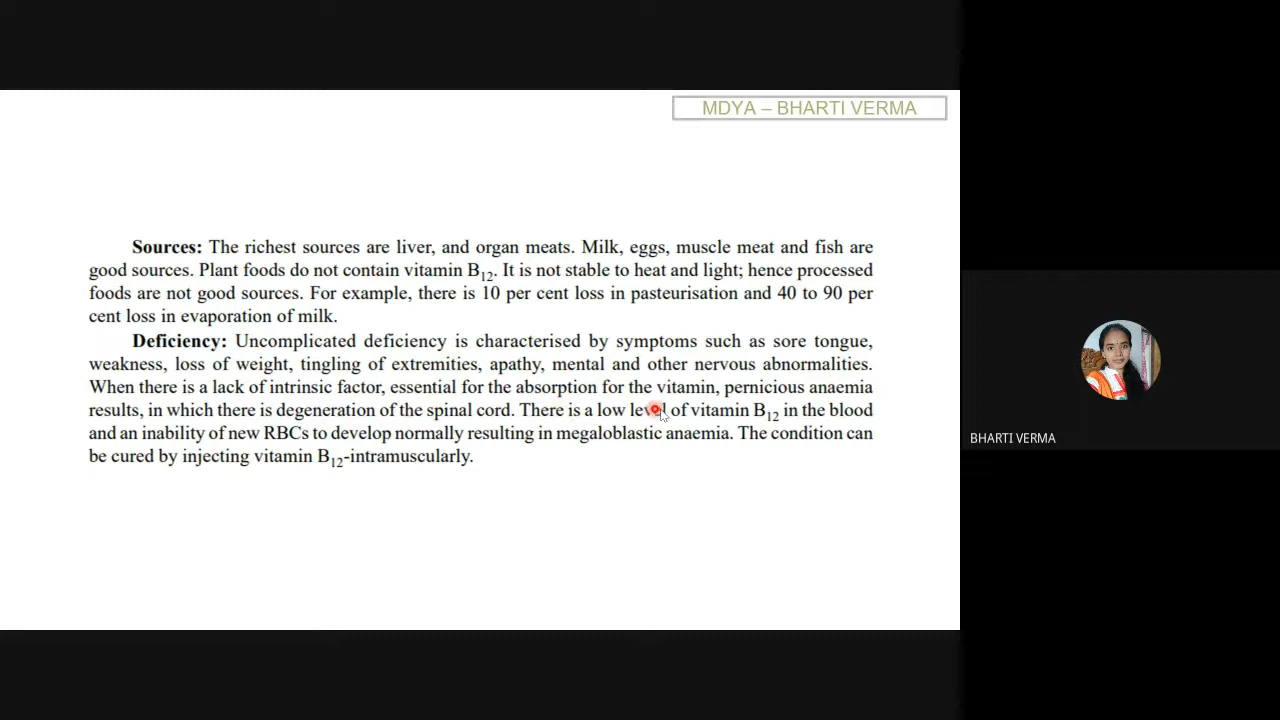 MDYA – BHARTI VERMA
Sources: The richest sources are liver, and organ meats. Milk, eggs, muscle meat and fish are
good sources. Plant foods do not contain vitamin B12. It is not stable to heat and light; hence processed
foods are not good sources. For example, there is 10 per cent loss in pasteurisation and 40 to 90 per
cent loss in evaporation of milk.
Deficiency: Uncomplicated deficiency is characterised by symptoms such as sore tongue,
weakness, loss of weight, tingling of extremities, apathy, mental and other nervous abnormalities.
When there is a lack of intrinsic factor, essential for the absorption for the vitamin, pernicious anaemia
results, in which there is degeneration of the spinal cord. There is a low level of vitamin B12 in the blood
and an inability of new RBCs to develop normally resulting in megaloblastic anaemia. The condition can
be cured by injecting vitamin B12-intramuscularly.
BHARTI VERMA